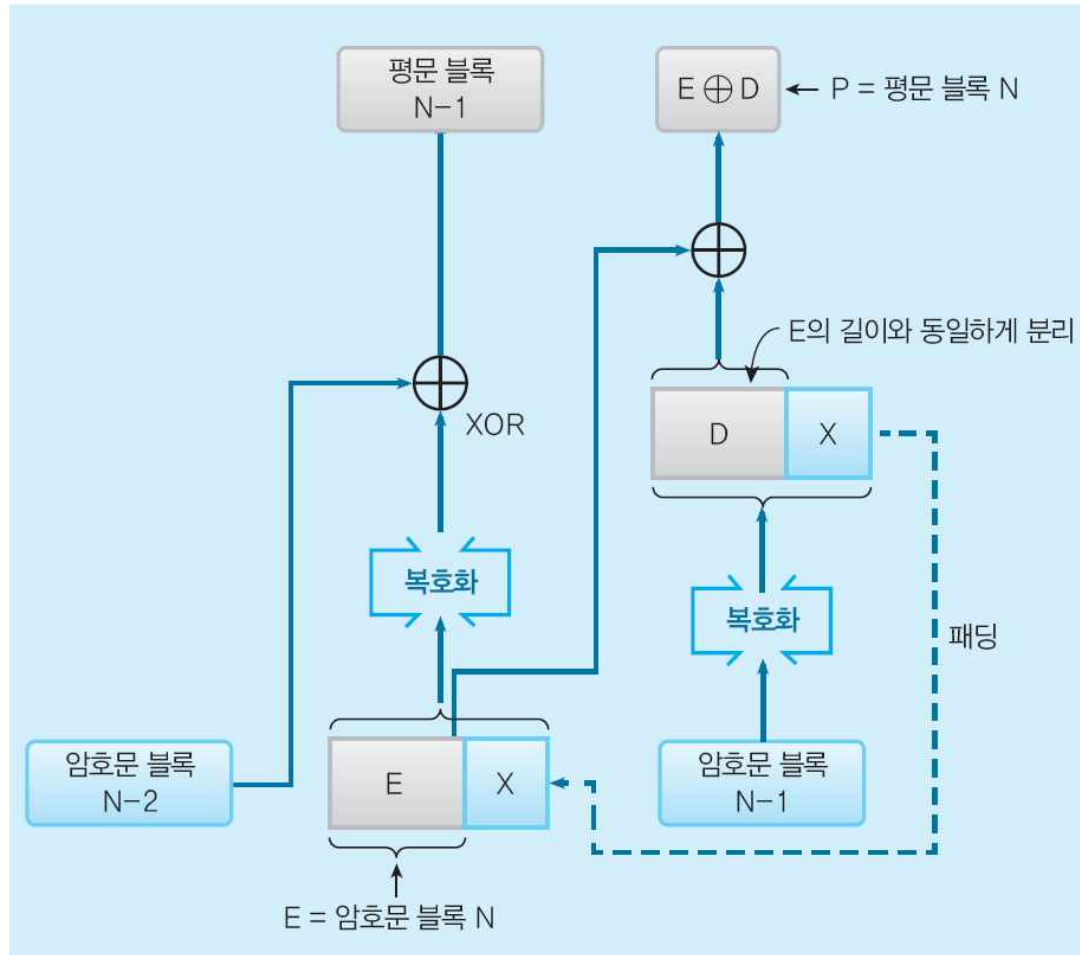 평문 블록
N-1
E ⊕ D
← P = 평문 블록 N
E의 길이와 동일하게 분리
XOR
D
X
복호화
복호화
패딩
암호문 블록
N-2
E
X
암호문 블록
N-1
E = 암호문 블록 N